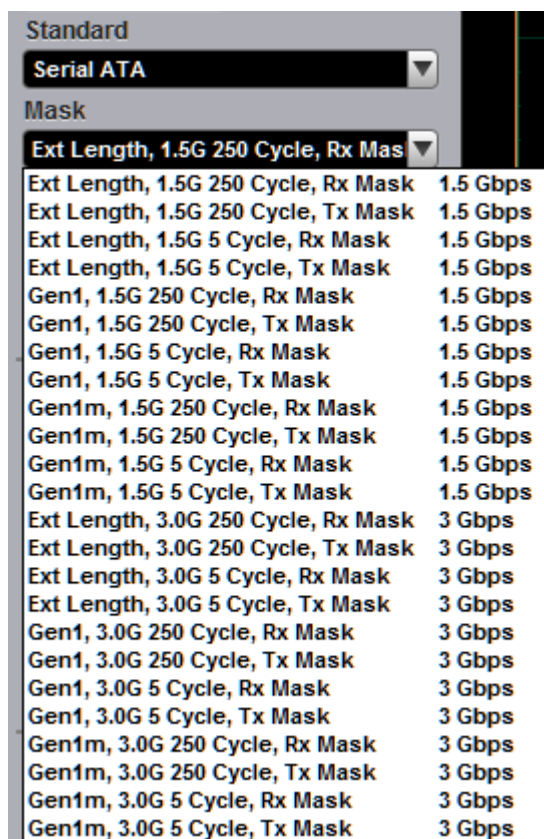 Standard
Serial ATA
Mask
Ext Length, 1.5G 250 Cycle, Rx Mas
Ext Length, 1.5G 250 Cycle, Rx Mask 1.5 Gbps
Ext Length, 1.5G 250 Cycle, Tx Mask 1.5 Gbps
Ext Length, 1.5G 5 Cycle, Rx Mask 1.5 Gbps
Ext Length, 1.5G 5 Cycle, Tx Mask 1.5 Gbps
Gen1, 1.5G 250 Cycle, Rx Mask 1.5 Gbps
Gen1, 1.5G 250 Cycle, Tx Mask 1.5 Gbps
Gen1, 1.5G 5 Cycle, Rx Mask 1.5 Gbps
Gen1, 1.5G 5 Cycle, Tx Mask 1.5 Gbps
Gen1m, 1.5G 250 Cycle, Rx Mask 1.5 Gbps
Gen1m, 1.5G 250 Cycle, Tx Mask 1.5 Gbps
Gen1m, 1.5G 5 Cycle, Rx Mask 1.5 Gbps
Gen1m, 1.5G 5 Cycle, Tx Mask 1.5 Gbps
Ext Length, 3.0G 250 Cycle, Rx Mask 3 Gbps
Ext Length, 3.0G 250 Cycle, Tx Mask 3 Gbps
Ext Length, 3.0G 5 Cycle, Rx Mask 3 Gbps
Ext Length, 3.0G 5 Cycle, Tx Mask 3 Gbps
Gen1, 3.0G 250 Cycle, Rx Mask 3 Gbps
Gen1, 3.0G 250 Cycle, Tx Mask 3 Gbps
Gen1, 3.0G 5 Cycle, Rx Mask 3 Gbps
Gen1, 3.0G 5 Cycle, Tx Mask 3 Gbps
Gen1m, 3.0G 250 Cycle, Rx Mask 3 Gbps
Gen1m, 3.0G 250 Cycle, Tx Mask 3 Gbps
Gen1m, 3.0G 5 Cycle, Rx Mask 3 Gbps
Gen1m, 3.0G 5 Cycle, Tx Mask 3 Gbps